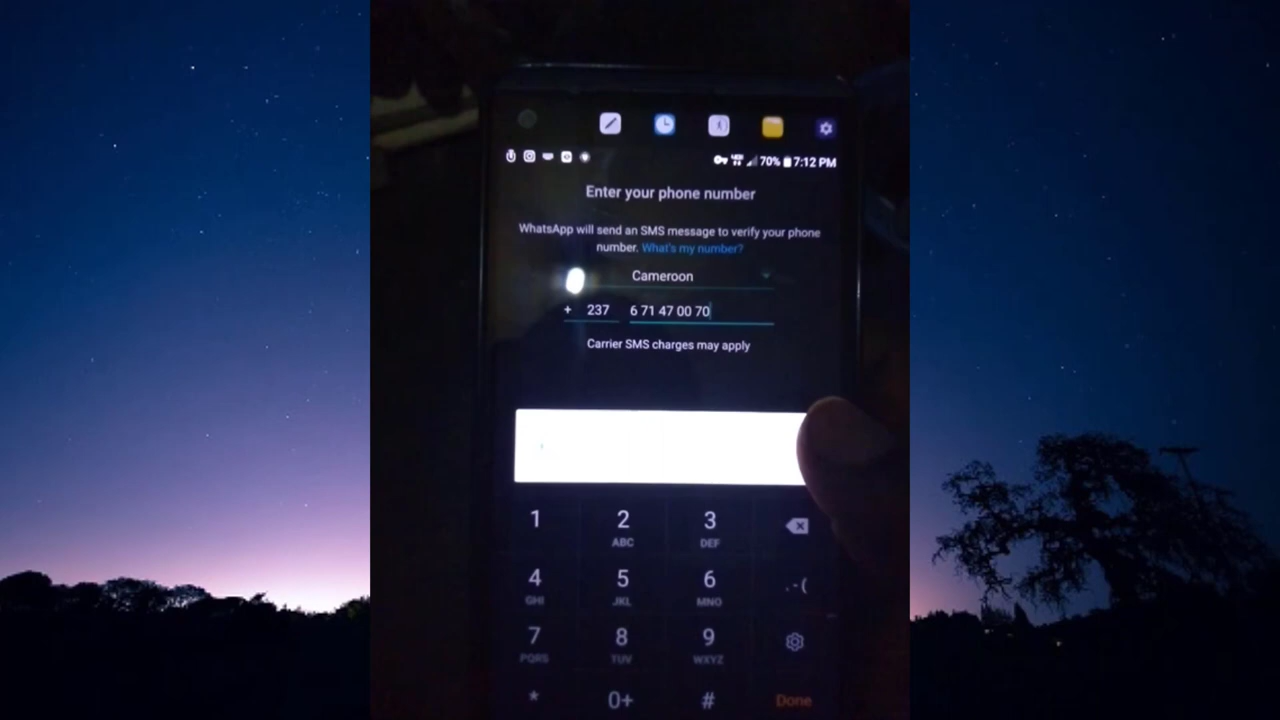 70% 7:12 PM
Enter your phone number
WhatsApp will send an SMS message to verify your phone
number. What's my number?
Cameroon
+ 237 6 71 47 00 70
Carrier SMS charges may apply
1 2 3
ABC DEF
4 5 6 .-(
GHI JKL MNO
7 8 9
PQRS TUV WXYZ
* 0+ # Done